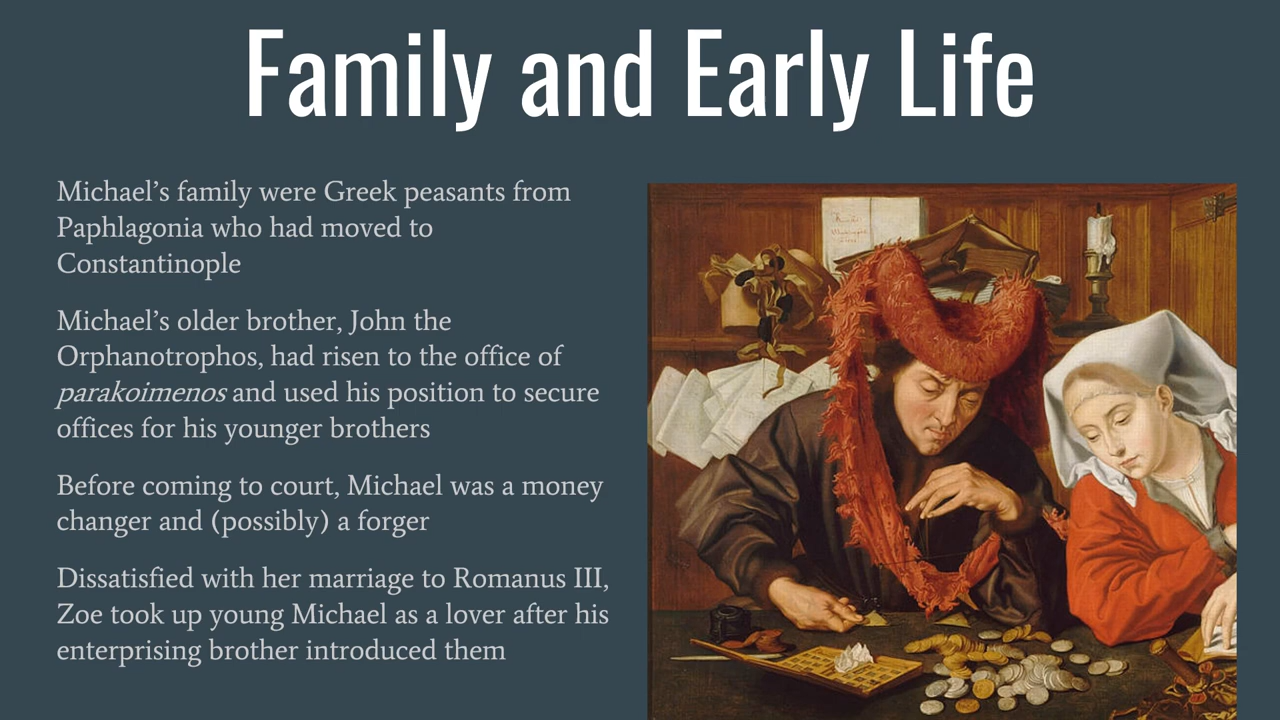 Family and Early Life
Michael’s family were Greek peasants from
Paphlagonia who had moved to
Constantinople
Michael’s older brother, John the
Orphanotrophos, had risen to the office of
parakoimenos and used his position to secure
offices for his younger brothers
Before coming to court, Michael was a money
changer and (possibly) a forger
Dissatisfied with her marriage to Romanus III,
Zoe took up young Michael as a lover after his
enterprising brother introduced them